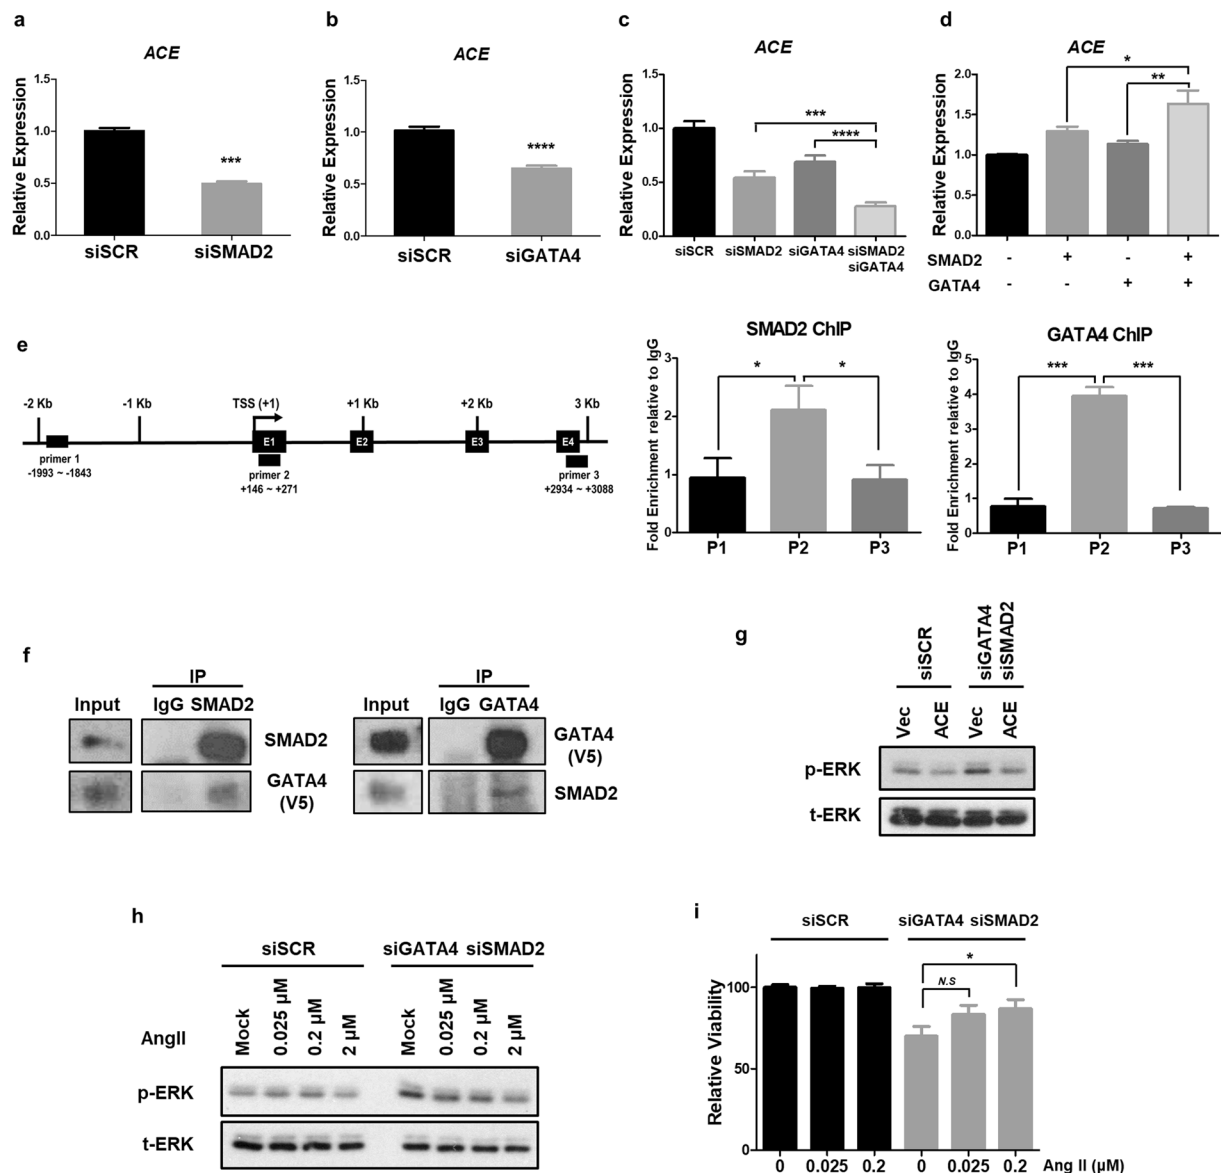 a
ACE
Relative Expression
1.5
1.0
0.5
0.0
***
siSCR
siSMAD2
b
ACE
Relative Expression
1.5
1.0
0.5
0.0
****
siSCR
siGATA4
c
ACE
Relative Expression
1.5
1.0
0.5
0.0
***
****
siSCR
siSMAD2
siGATA4
siSMAD2
siGATA4
d
ACE
Relative Expression
2.0
1.5
1.0
0.5
0.0
*
**
SMAD2 - + - +
GATA4 - - + +
e
-2 Kb
-1 Kb
TSS (+1)
+1 Kb
+2 Kb
3 Kb
E1
E2
E3
E4
primer 1
-1993 ~ -1843
primer 2
+146 ~ +271
primer 3
+2934 ~ +3088
SMAD2 ChIP
Fold Enrichment relative to IgG
3
2
1
0
*
*
P1
P2
P3
GATA4 ChIP
Fold Enrichment relative to IgG
5
4
3
2
1
0
***
***
P1
P2
P3
f
IP
Input
IgG SMAD2
SMAD2
GATA4
(V5)
IP
Input
IgG GATA4
GATA4
(V5)
SMAD2
g
siSCR
siGATA4
siSMAD2
Vec
ACE
Vec
ACE
p-ERK
t-ERK
h
siSCR
siGATA4 siSMAD2
AngII
Mock
0.025 μM
0.2 μM
2 μM
Mock
0.025 μM
0.2 μM
2 μM
p-ERK
t-ERK
i
siSCR
siGATA4 siSMAD2
Relative Viability
100
50
0
N.S
*
0
0.025
0.2
0
0.025
0.2
Ang II (μM)